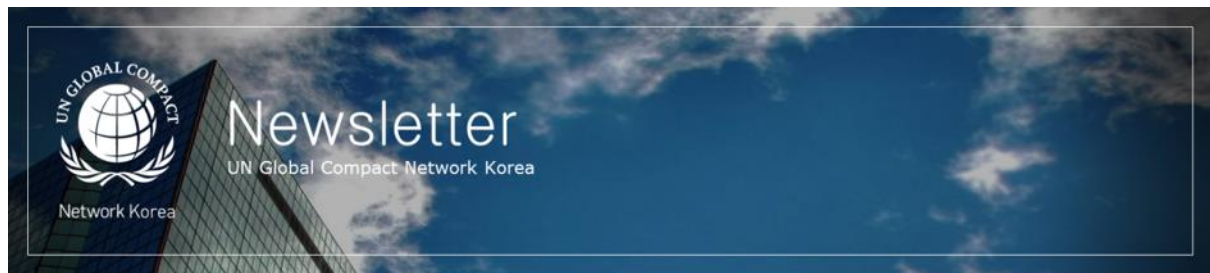 UN GLOBAL COMPACT
Network Korea
Newsletter
UN Global Compact Network Korea